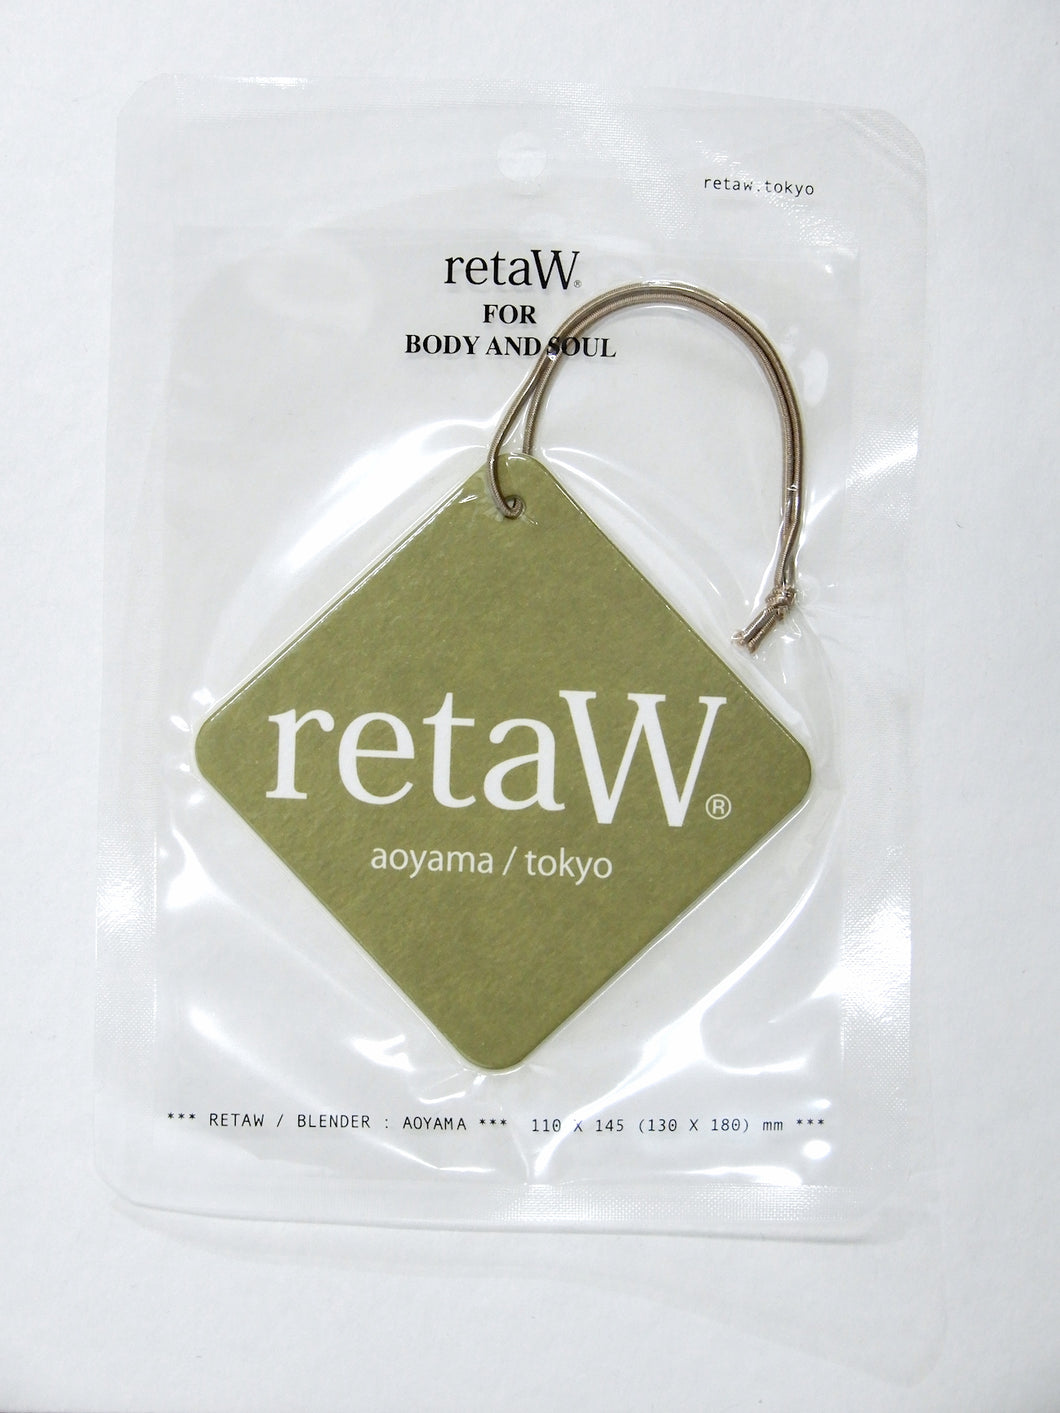 retaw.tokyo
retaW®
FOR
BODY AND SOUL
retaW®
aoyama / tokyo
*** RETAW / BLENDER : AOYAMA *** 110 X 145 (130 X 180) mm ***